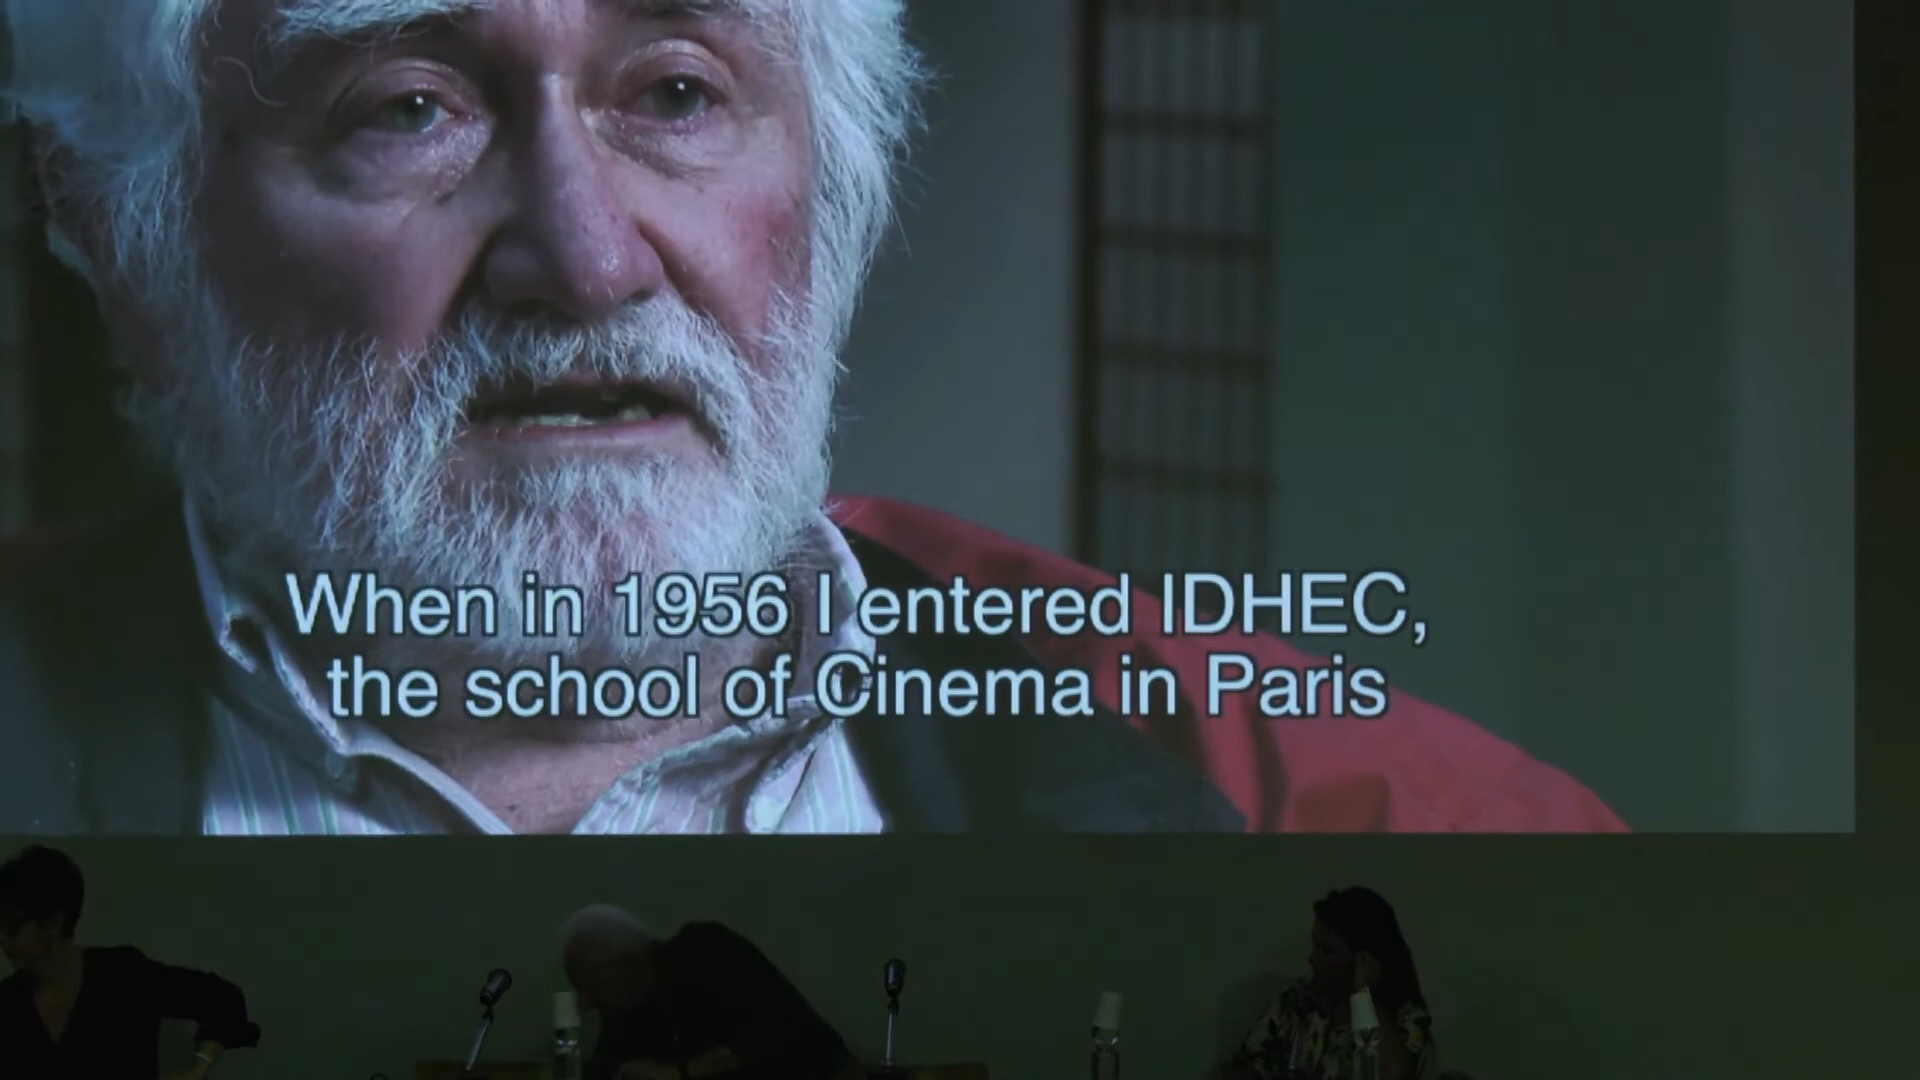 When in 1956 I entered IDHEC,
the school of Cinema in Paris